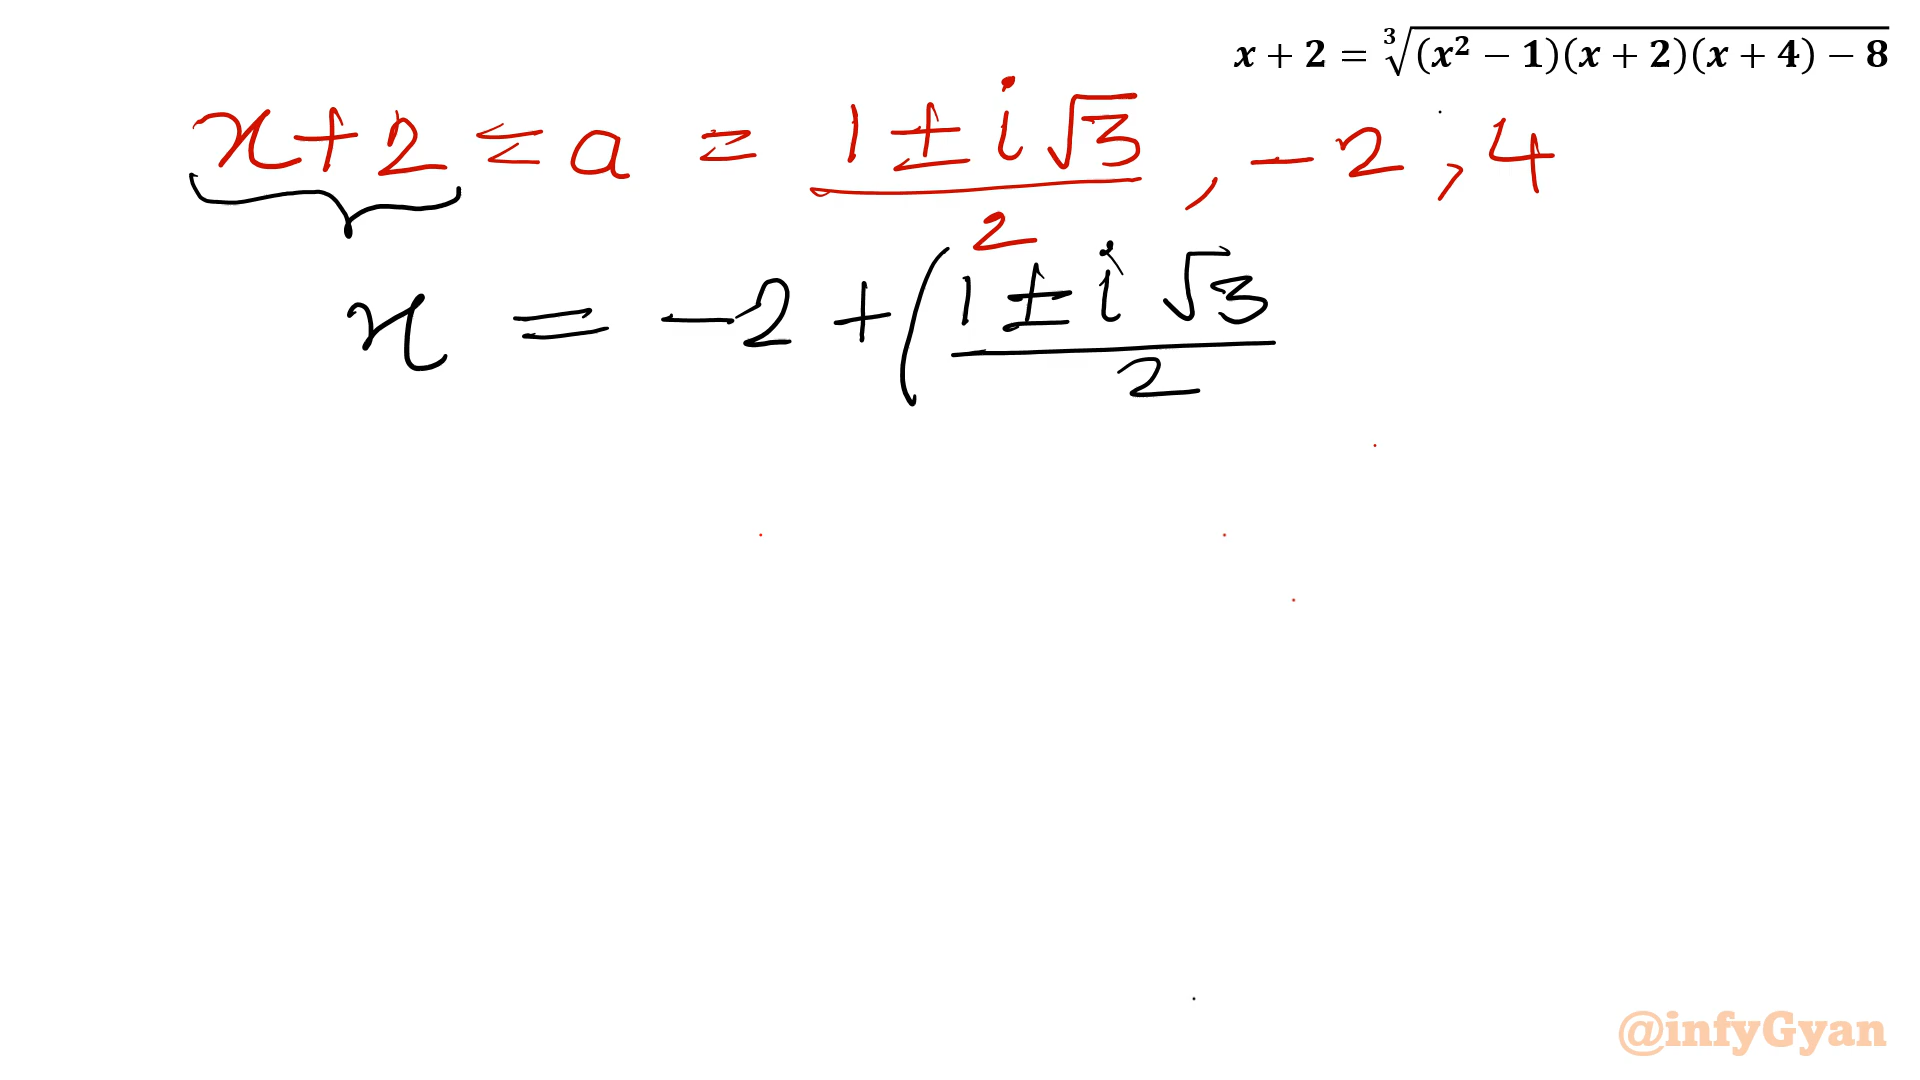 x + 2 = ∛((x² − 1)(x + 2)(x + 4) − 8)
x + 2 = a = (1 ± i√3)/2 , −2 , 4
x = −2 + ( (1 ± i√3)/2
@infyGyan